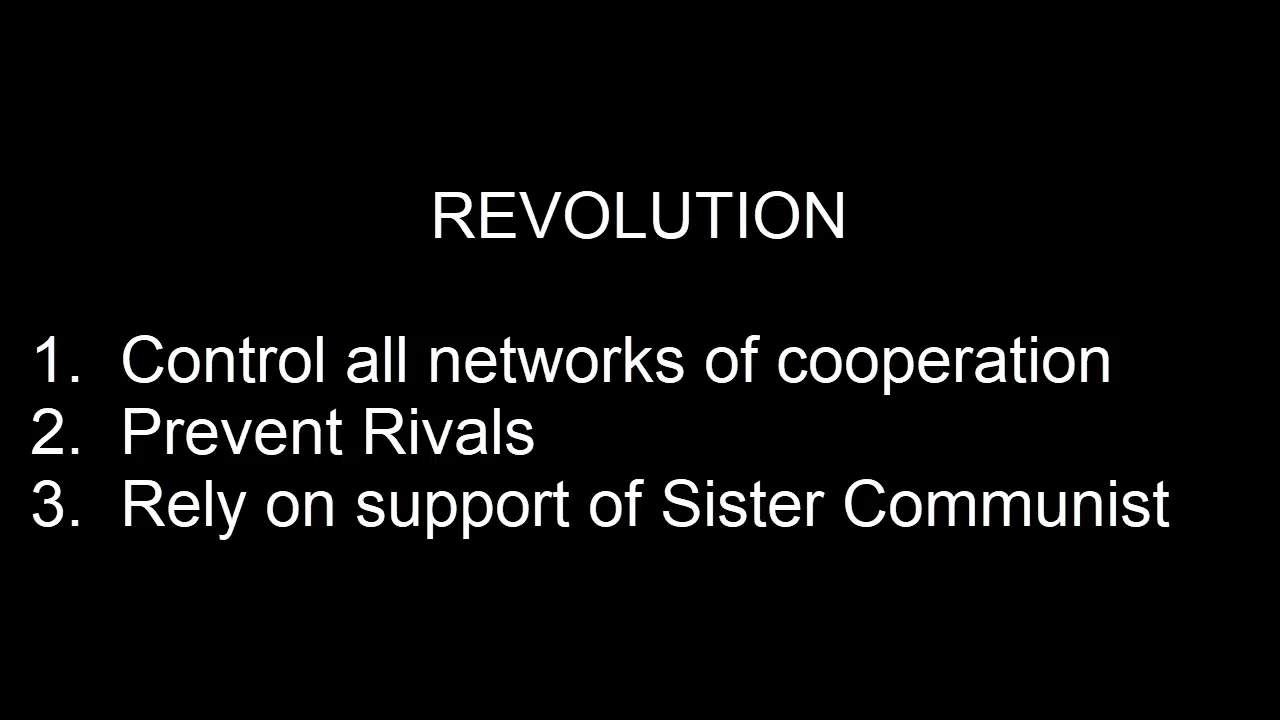 REVOLUTION
1. Control all networks of cooperation
2. Prevent Rivals
3. Rely on support of Sister Communist